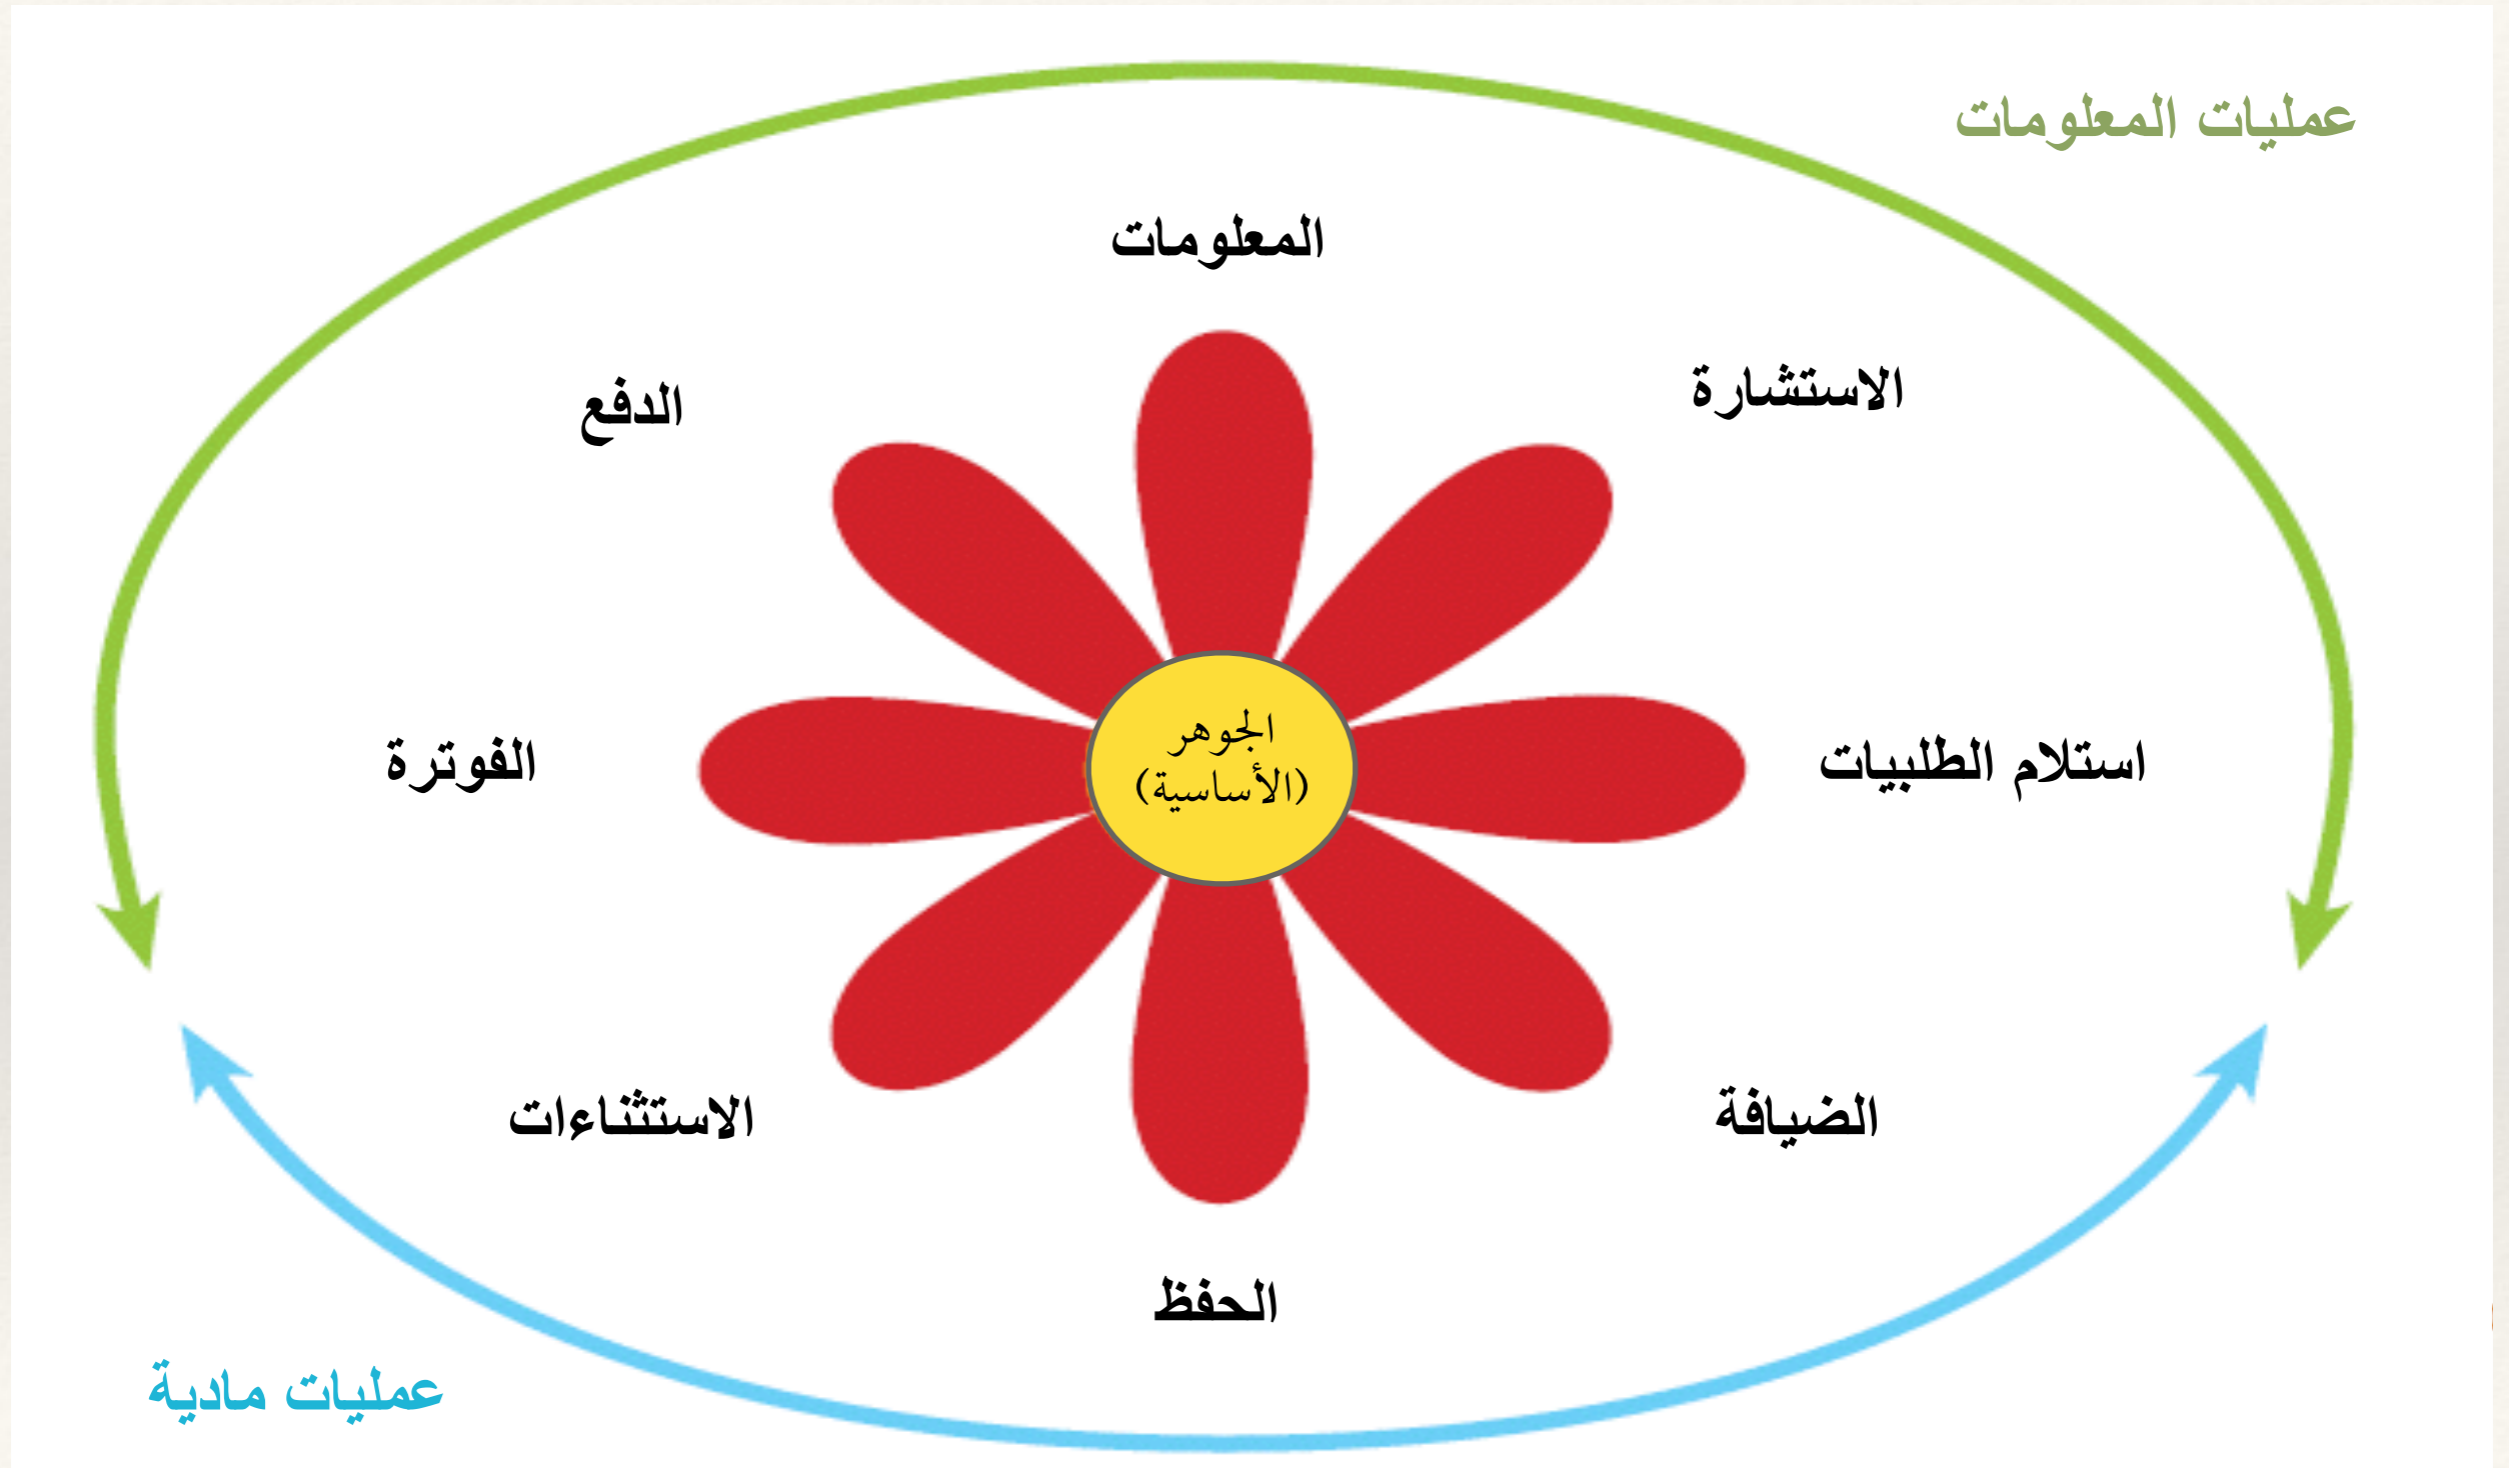 عمليات المعلومات
المعلومات
الاستشارة
الدفع
الجوهر
(الأساسية)
استلام الطلبيات
الفوترة
الضيافة
الاستثناءات
الحفظ
عمليات مادية